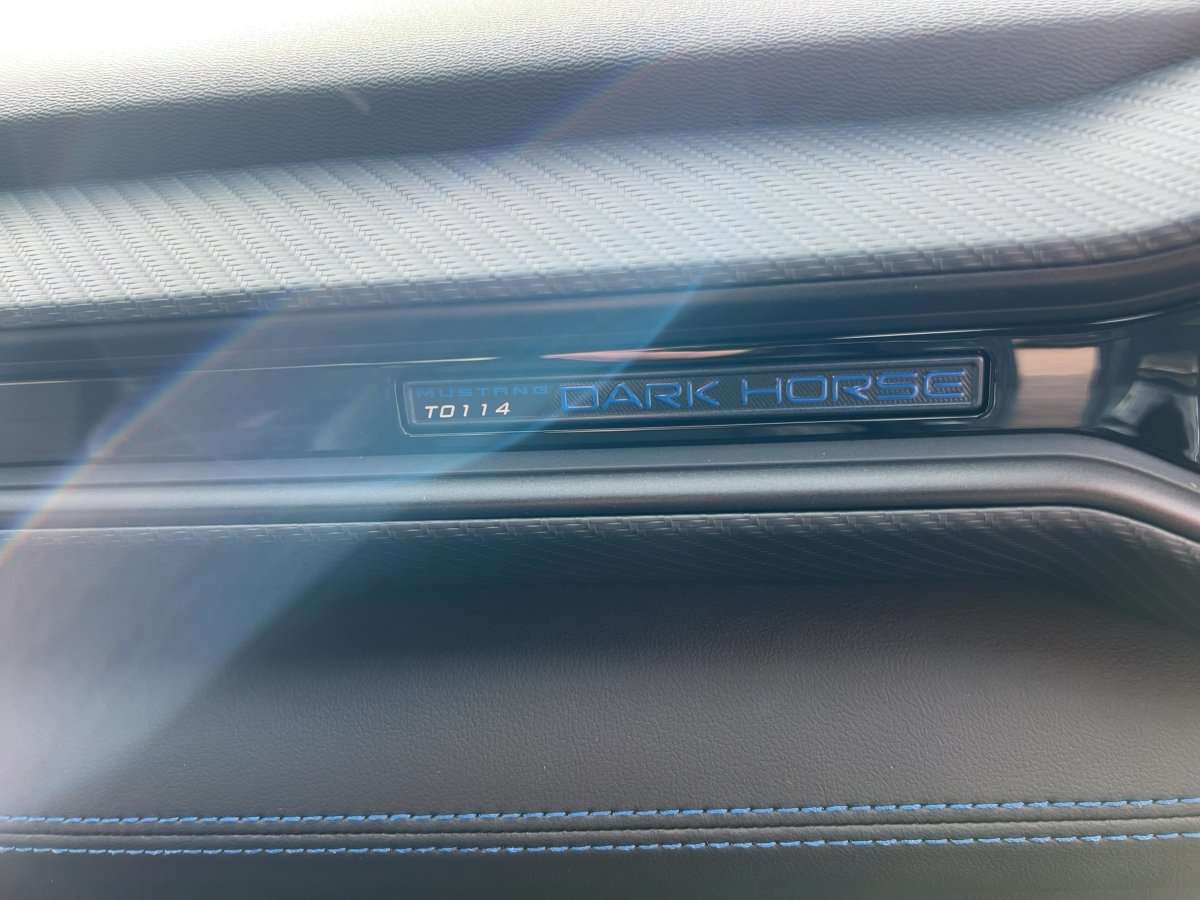 MUSTANG
T0114
DARK HORSE